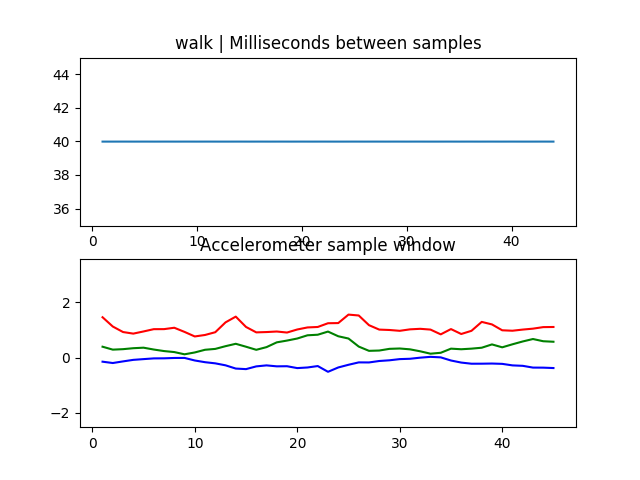 walk | Milliseconds between samples
44
42
40
38
36
0 10 20 30 40
Accelerometer sample window
2
0
−2
0 10 20 30 40